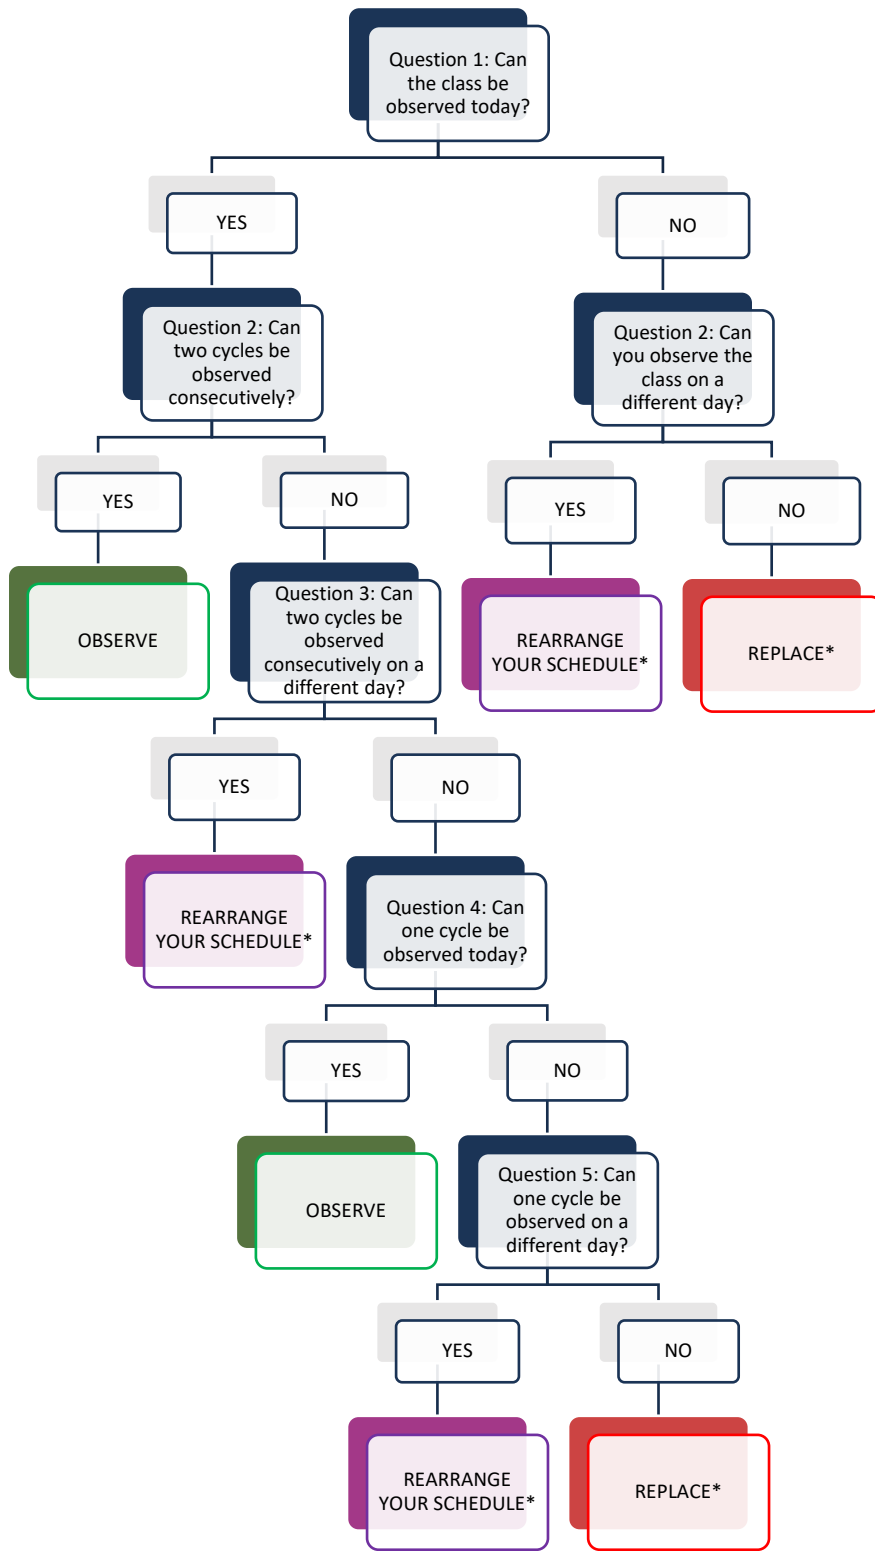 Question 1: Can
the class be
observed today?
YES
NO
Question 2: Can
two cycles be
observed
consecutively?
Question 2: Can
you observe the
class on a
different day?
YES
NO
YES
NO
OBSERVE
Question 3: Can
two cycles be
observed
consecutively on a
different day?
REARRANGE
YOUR SCHEDULE*
REPLACE*
YES
NO
REARRANGE
YOUR SCHEDULE*
Question 4: Can
one cycle be
observed today?
YES
NO
OBSERVE
Question 5: Can
one cycle be
observed on a
different day?
YES
NO
REARRANGE
YOUR SCHEDULE*
REPLACE*